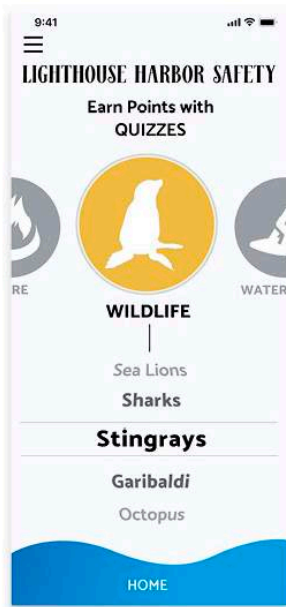 9:41
LIGHTHOUSE HARBOR SAFETY
Earn Points with
QUIZZES
RE
WATER
WILDLIFE
Sea Lions
Sharks
Stingrays
Garibaldi
Octopus
HOME